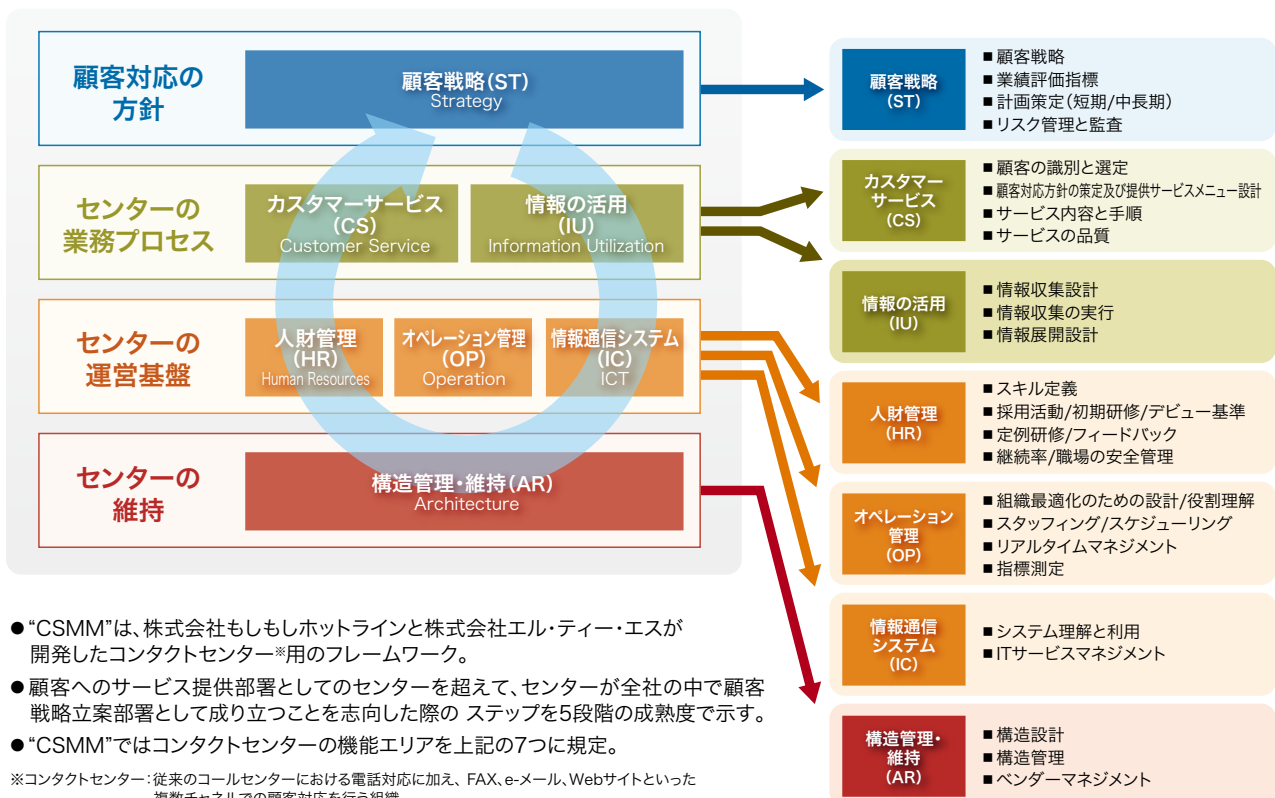 顧客対応の
方針
顧客戦略(ST)
Strategy
センターの
業務プロセス
カスタマーサービス
(CS)
Customer Service
情報の活用
(IU)
Information Utilization
センターの
運営基盤
人財管理
(HR)
Human Resources
オペレーション管理
(OP)
Operation
情報通信システム
(IC)
ICT
センターの
維持
構造管理・維持(AR)
Architecture
顧客戦略
(ST)
■顧客戦略
■業績評価指標
■計画策定(短期/中長期)
■リスク管理と監査
カスタマー
サービス
(CS)
■顧客の識別と選定
■顧客対応方針の策定及び提供サービスメニュー設計
■サービス内容と手順
■サービスの品質
情報の活用
(IU)
■情報収集設計
■情報収集の実行
■情報展開設計
人財管理
(HR)
■スキル定義
■採用活動/初期研修/デビュー基準
■定例研修/フィードバック
■継続率/職場の安全管理
オペレーション
管理
(OP)
■組織最適化のための設計/役割理解
■スタッフィング/スケジューリング
■リアルタイムマネジメント
■指標測定
情報通信
システム
(IC)
■システム理解と利用
■ITサービスマネジメント
構造管理・
維持
(AR)
■構造設計
■構造管理
■ベンダーマネジメント
●“CSMM”は、株式会社もしもしホットラインと株式会社エル・ティー・エスが
開発したコンタクトセンター※用のフレームワーク。
●顧客へのサービス提供部署としてのセンターを超えて、センターが全社の中で顧客
戦略立案部署として成り立つことを志向した際の ステップを5段階の成熟度で示す。
●“CSMM”ではコンタクトセンターの機能エリアを上記の7つに規定。
※コンタクトセンター:従来のコールセンターにおける電話対応に加え、FAX、e-メール、Webサイトといった
複数チャネルでの顧客対応を行う組織